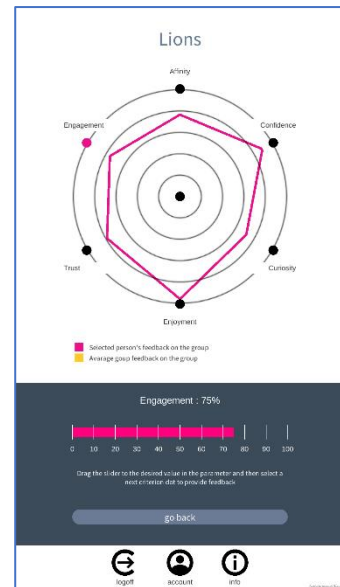 Lions
Affinity
Engagement
Confidence
Trust
Curiosity
Enjoyment
Selected person's feedback on the group
Avarage goup feedback on the group
Engagement : 75%
0 10 20 30 40 50 60 70 80 90 100
Drag the slider to the desired value in the parameter and then select a
next criterion dot to provide feedback
go back
logoff account info